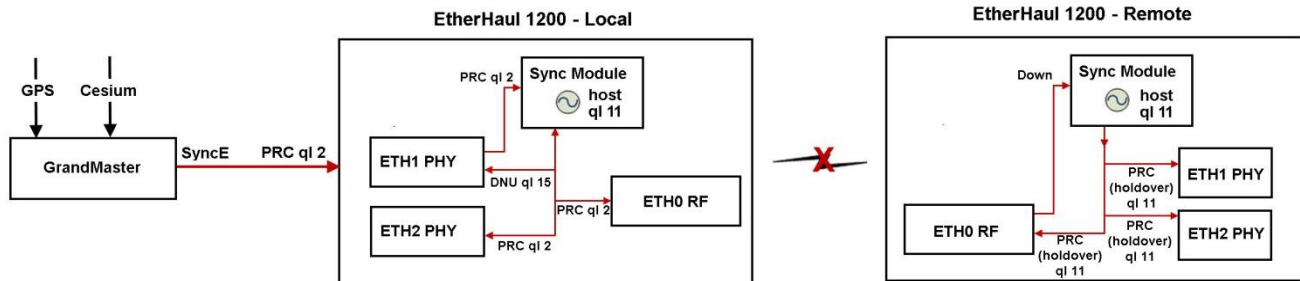 EtherHaul 1200 - Local
EtherHaul 1200 - Remote
GPS
Cesium
GrandMaster
SyncE
PRC ql 2
PRC ql 2
Sync Module
host
ql 11
ETH1 PHY
DNU ql 15
PRC ql 2
ETH0 RF
ETH2 PHY
PRC ql 2
X
Down
Sync Module
host
ql 11
PRC
(holdover)
ql 11
ETH1 PHY
ETH0 RF
PRC
(holdover)
ql 11
PRC
(holdover)
ql 11
ETH2 PHY